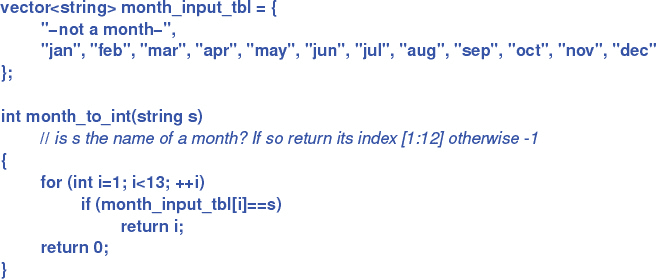 vector<string> month_input_tbl = {
"–not a month–",
"jan", "feb", "mar", "apr", "may", "jun", "jul", "aug", "sep", "oct", "nov", "dec"
};
int month_to_int(string s)
// is s the name of a month? If so return its index [1:12] otherwise -1
{
for (int i=1; i<13; ++i)
if (month_input_tbl[i]==s)
return i;
return 0;
}